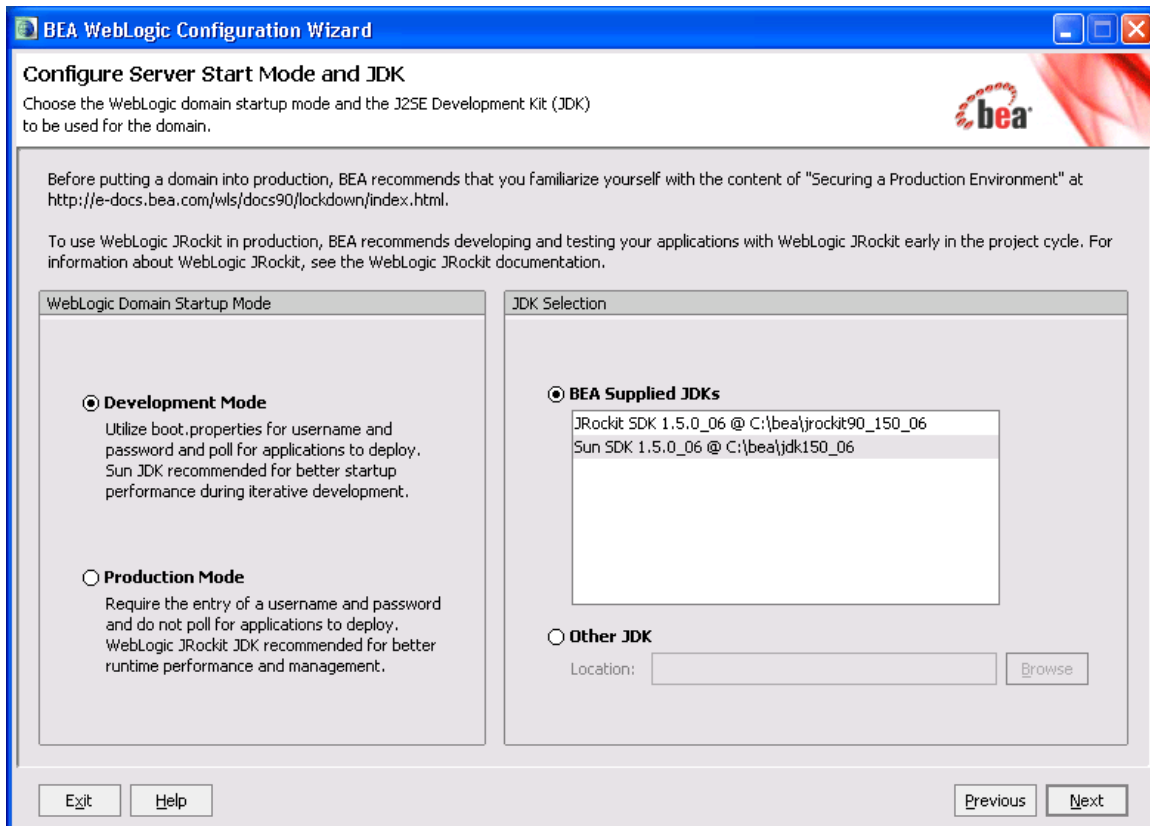 BEA WebLogic Configuration Wizard
Configure Server Start Mode and JDK
Choose the WebLogic domain startup mode and the J2SE Development Kit (JDK)
to be used for the domain.
bea
Before putting a domain into production, BEA recommends that you familiarize yourself with the content of "Securing a Production Environment" at
http://e-docs.bea.com/wls/docs90/lockdown/index.html.
To use WebLogic JRockit in production, BEA recommends developing and testing your applications with WebLogic JRockit early in the project cycle. For
information about WebLogic JRockit, see the WebLogic JRockit documentation.
WebLogic Domain Startup Mode
Development Mode
Utilize boot.properties for username and
password and poll for applications to deploy.
Sun JDK recommended for better startup
performance during iterative development.
Production Mode
Require the entry of a username and password
and do not poll for applications to deploy.
WebLogic JRockit JDK recommended for better
runtime performance and management.
JDK Selection
BEA Supplied JDKs
JRockit SDK 1.5.0_06 @ C:\bea\jrockit90_150_06
Sun SDK 1.5.0_06 @ C:\bea\jdk150_06
Other JDK
Location:
Browse
Exit
Help
Previous
Next